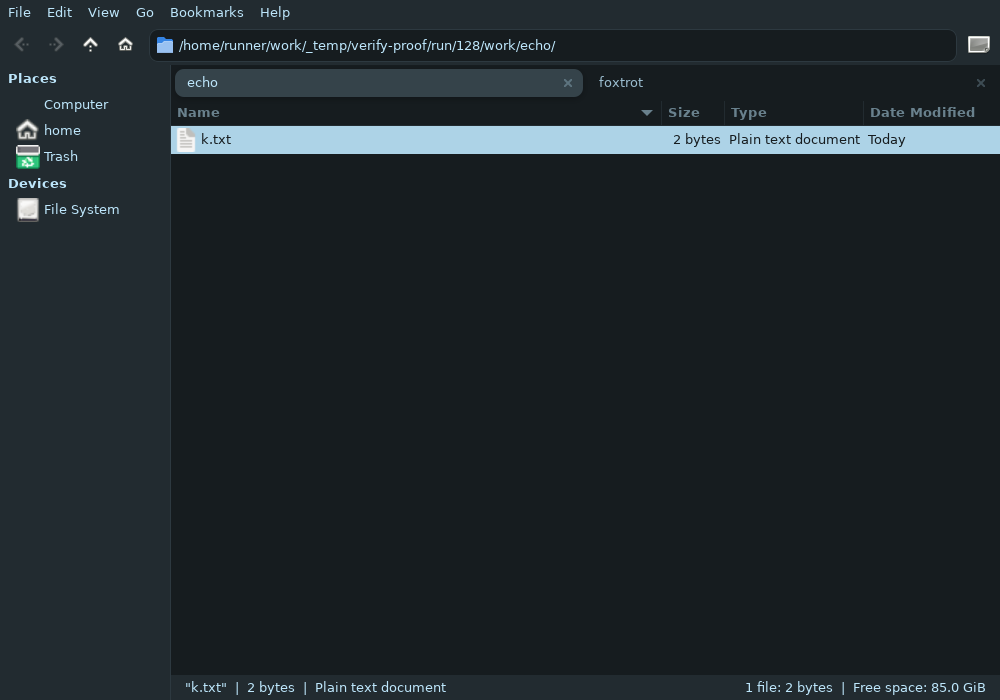 File Edit View Go Bookmarks Help
/home/runner/work/_temp/verify-proof/run/128/work/echo/
Places
Computer
home
Trash
Devices
File System
echo foxtrot
Name Size Type Date Modified
k.txt 2 bytes Plain text document Today
"k.txt" | 2 bytes | Plain text document 1 file: 2 bytes | Free space: 85.0 GiB